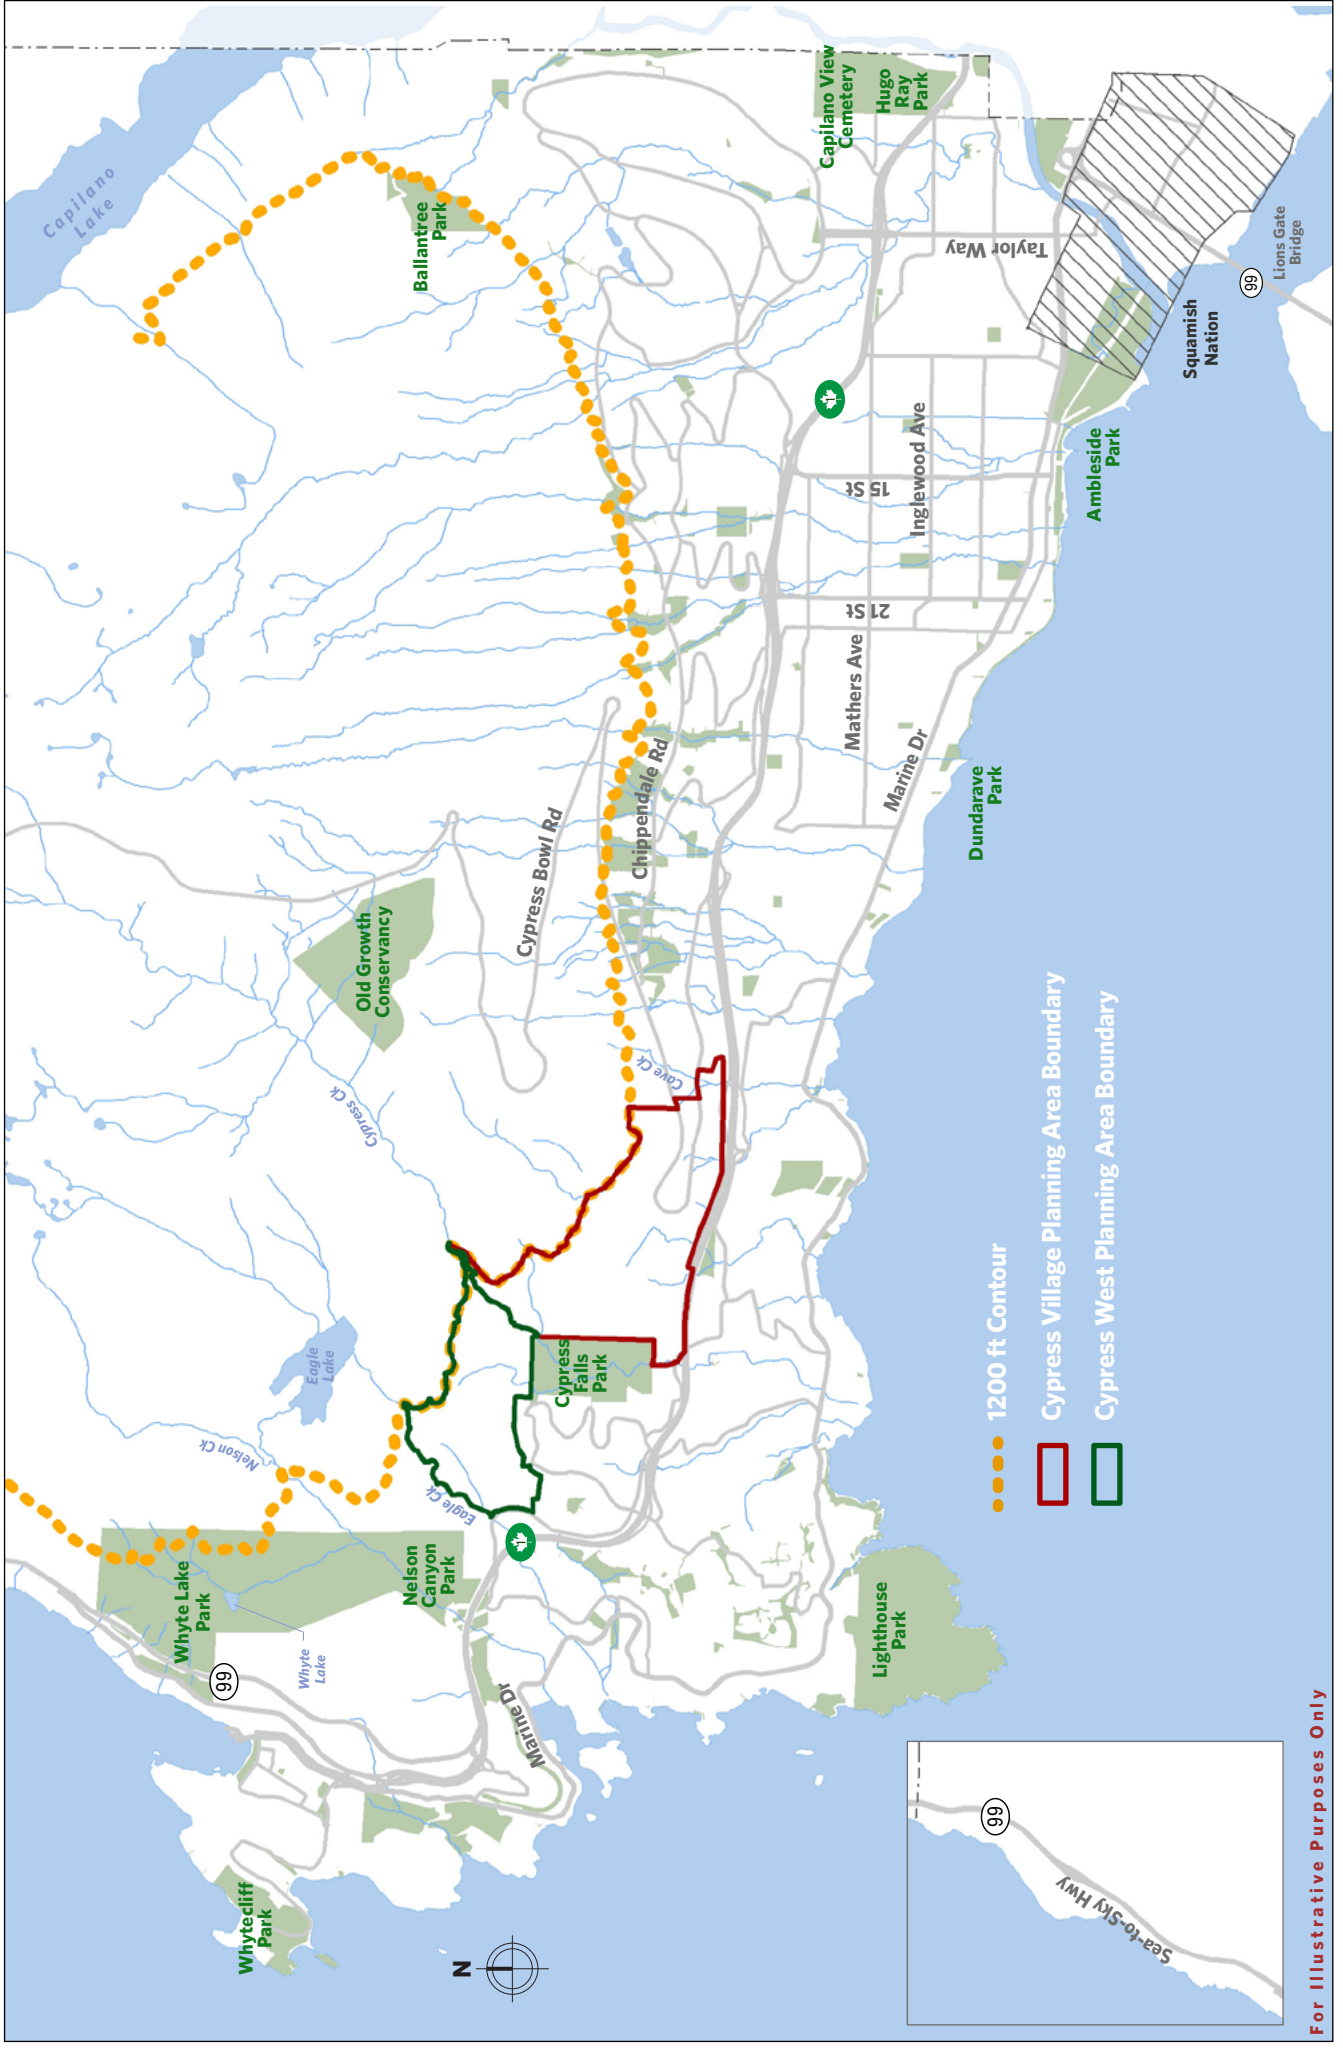 Capilano
Lake
Ballantree
Park
Capilano View
Cemetery
Hugo
Ray
Park
Taylor Way
Lions Gate
Bridge
99
Squamish
Nation
1
Ambleside
Park
Inglewood Ave
15 St
21 St
Mathers Ave
Marine Dr
Dundarave
Park
Chippendale Rd
Cypress Bowl Rd
Old Growth
Conservancy
Cypress Ck
Cave Ck
Eagle
Lake
Nelson Ck
Eagle Ck
Cypress
Falls
Park
1
Whyte Lake
Park
Nelson
Canyon
Park
Whyte
Lake
99
Marine Dr
Lighthouse
Park
Whytecliff
Park
N
1200 ft Contour
Cypress Village Planning Area Boundary
Cypress West Planning Area Boundary
99
Sea-to-Sky Hwy
For Illustrative Purposes Only